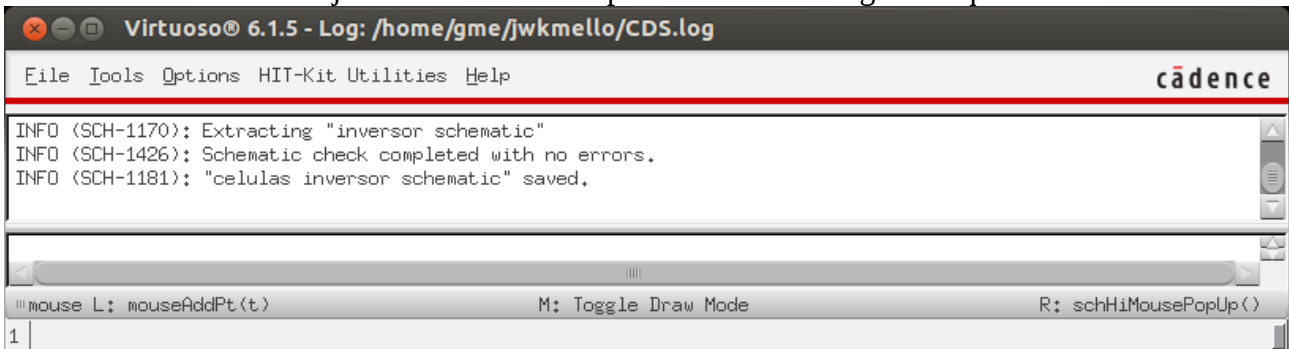 Virtuoso® 6.1.5 - Log: /home/gme/jwkmello/CDS.log
File Tools Options HIT-Kit Utilities Help
cādence
INFO (SCH-1170): Extracting "inversor schematic"
INFO (SCH-1426): Schematic check completed with no errors.
INFO (SCH-1181): "celulas inversor schematic" saved.
mouse L: mouseAddPt(t) M: Toggle Draw Mode R: schHiMousePopUp()
1